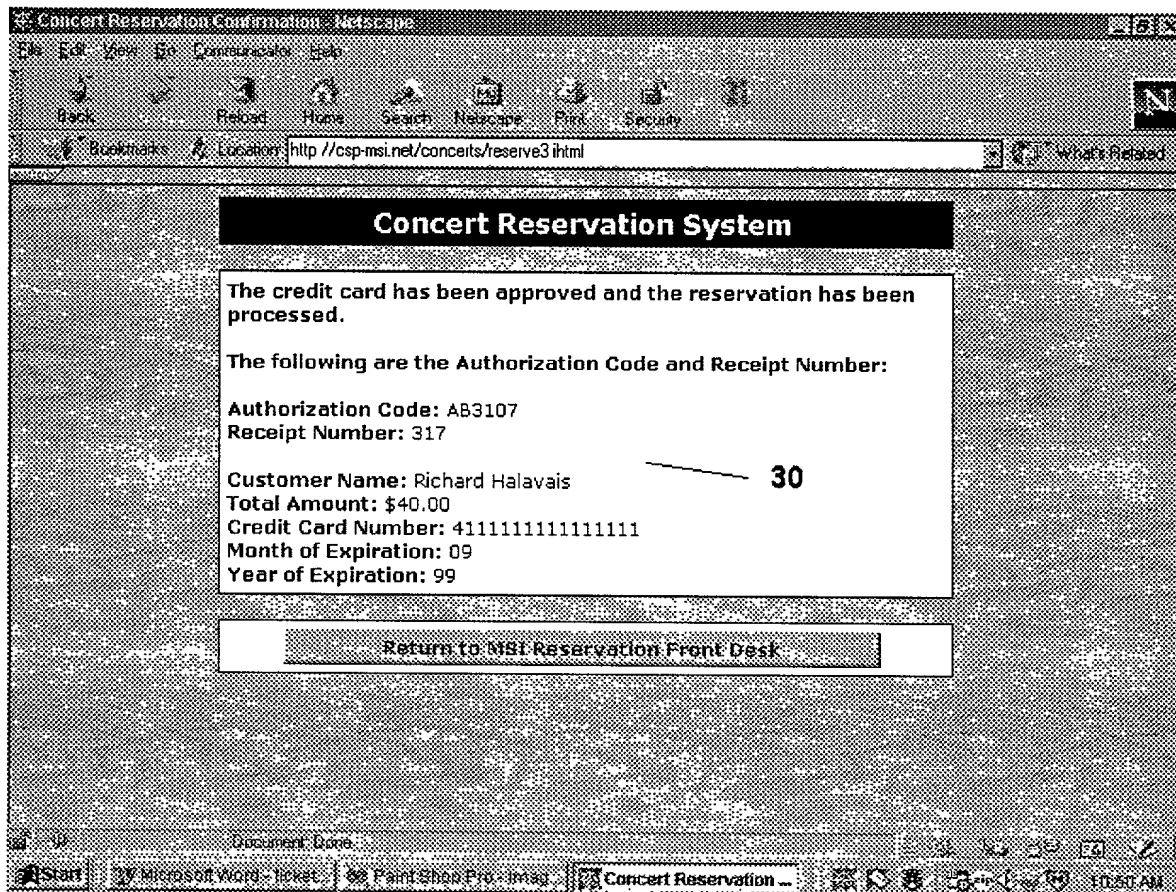 Concert Reservation Confirmation - Netscape
File Edit View Go Communicator Help
Back Reload Home Search Netscape Print Security
Bookmarks Location: http //csp-msi.net/concerts/reserve3 ihtml What's Related
Concert Reservation System
The credit card has been approved and the reservation has been
processed.
The following are the Authorization Code and Receipt Number:
Authorization Code: AB3107
Receipt Number: 317
30
Customer Name: Richard Halavais
Total Amount: $40.00
Credit Card Number: 4111111111111111
Month of Expiration: 09
Year of Expiration: 99
Return to MSI Reservation Front Desk
Document: Done
Start Microsoft Word - ticket... Paint Shop Pro - Imag... Concert Reservation ... 10:50 AM